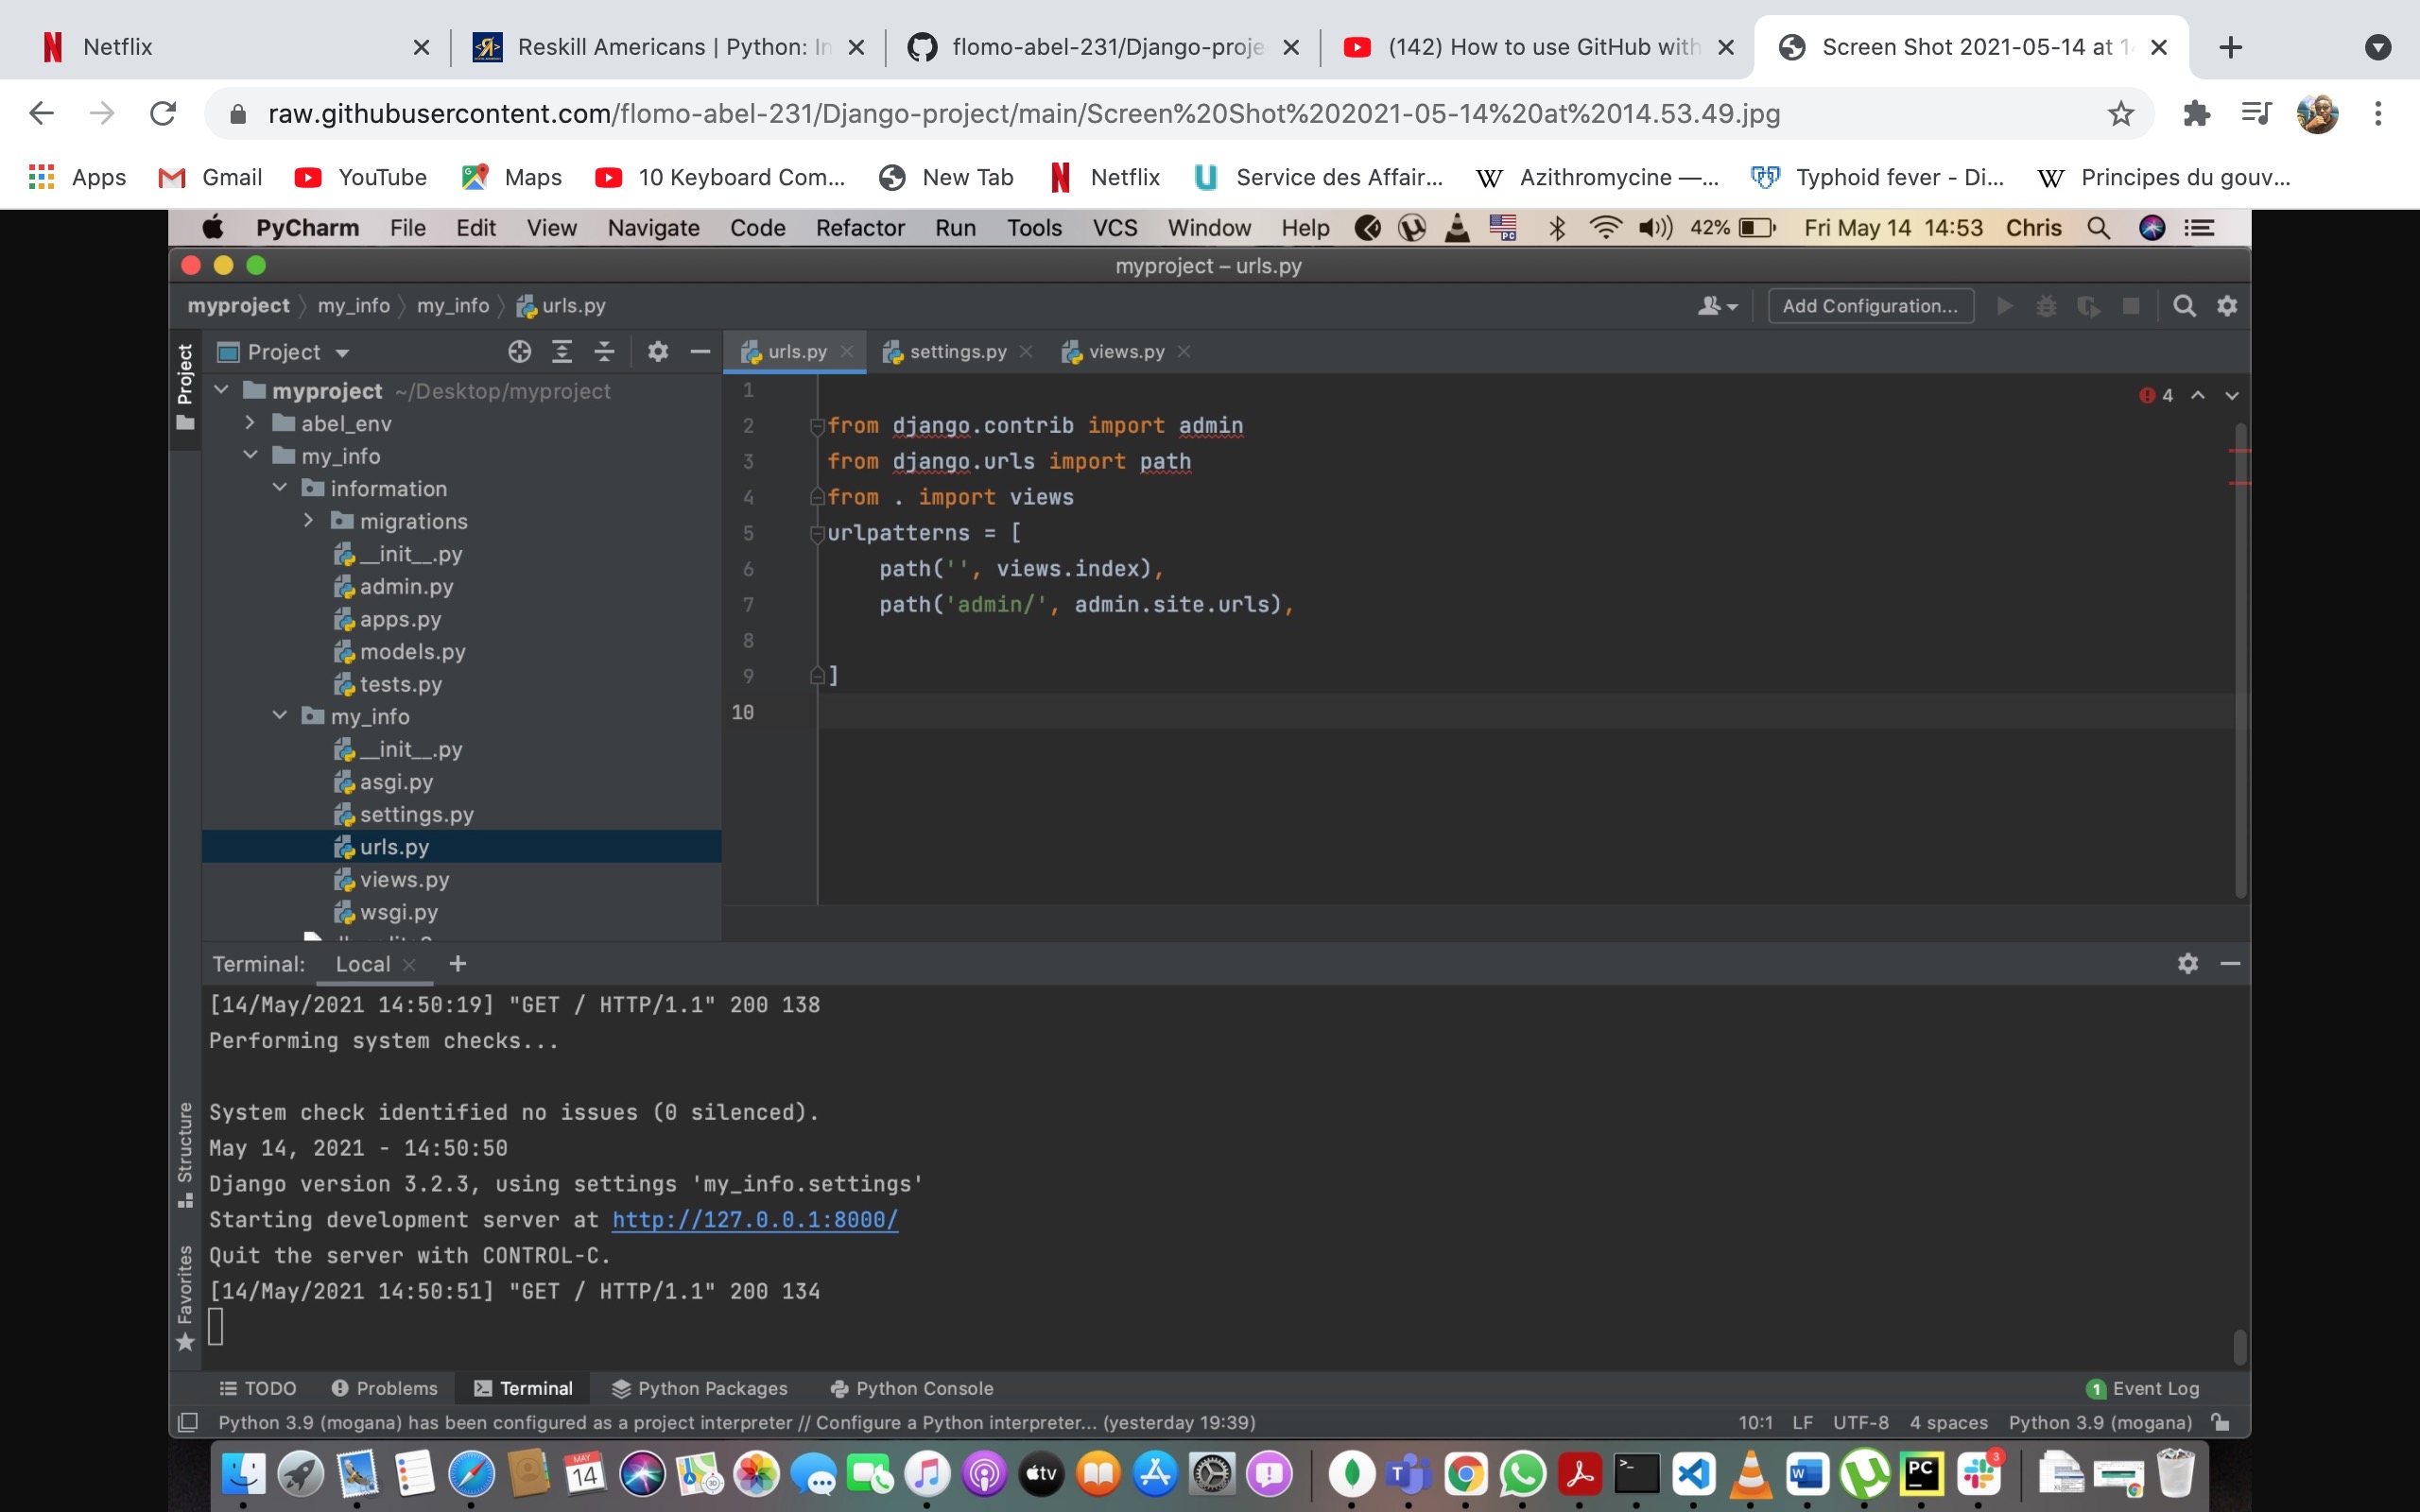 Netflix
Reskill Americans | Python: In
flomo-abel-231/Django-proje
(142) How to use GitHub with
Screen Shot 2021-05-14 at 1
raw.githubusercontent.com/flomo-abel-231/Django-project/main/Screen%20Shot%202021-05-14%20at%2014.53.49.jpg
Apps Gmail YouTube Maps 10 Keyboard Com... New Tab Netflix Service des Affair... Azithromycine —... Typhoid fever - Di... Principes du gouv...
PyCharm File Edit View Navigate Code Refactor Run Tools VCS Window Help 42% Fri May 14 14:53 Chris
myproject – urls.py
myproject my_info my_info urls.py Add Configuration...
Project
Project
urls.py settings.py views.py
myproject ~/Desktop/myproject
abel_env
my_info
information
migrations
__init__.py
admin.py
apps.py
models.py
tests.py
my_info
__init__.py
asgi.py
settings.py
urls.py
views.py
wsgi.py
4
1
2 from django.contrib import admin
3 from django.urls import path
4 from . import views
5 urlpatterns = [
6 path('', views.index),
7 path('admin/', admin.site.urls),
8
9 ]
10
Structure
Favorites
Terminal: Local
[14/May/2021 14:50:19] "GET / HTTP/1.1" 200 138
Performing system checks...
System check identified no issues (0 silenced).
May 14, 2021 - 14:50:50
Django version 3.2.3, using settings 'my_info.settings'
Starting development server at http://127.0.0.1:8000/
Quit the server with CONTROL-C.
[14/May/2021 14:50:51] "GET / HTTP/1.1" 200 134
TODO Problems Terminal Python Packages Python Console 1 Event Log
Python 3.9 (mogana) has been configured as a project interpreter // Configure a Python interpreter... (yesterday 19:39) 10:1 LF UTF-8 4 spaces Python 3.9 (mogana)
MAY
14
tv
PC
3